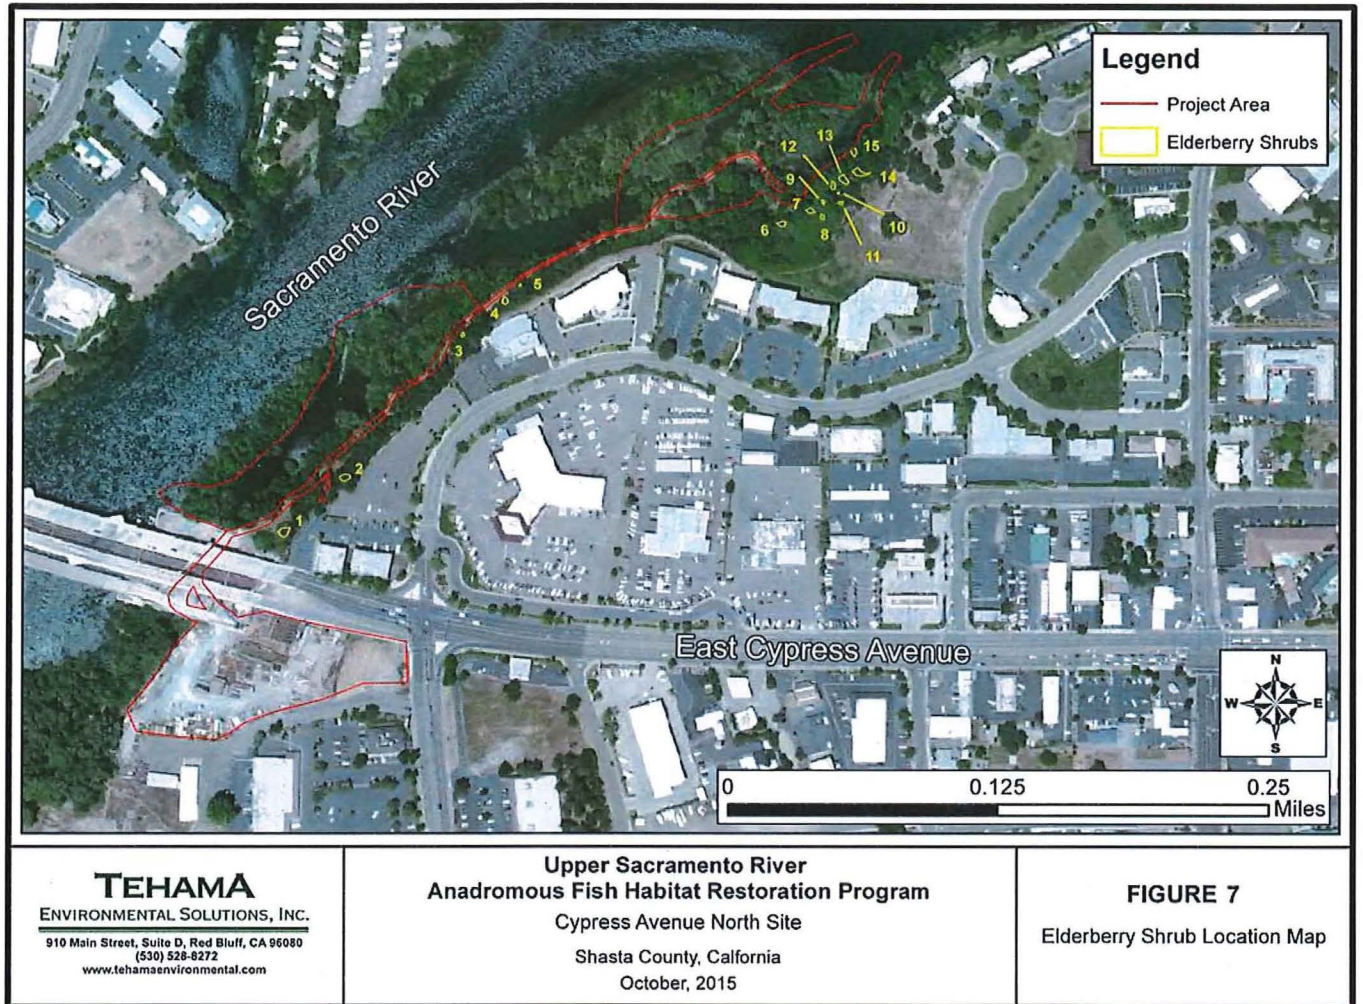 Legend
Project Area
Elderberry Shrubs
Sacramento River
12
13
15
9
14
7
10
6
8
11
5
4
3
2
1
East Cypress Avenue
N
W E
S
0 0.125 0.25
Miles
TEHAMA
ENVIRONMENTAL SOLUTIONS, INC.
910 Main Street, Suite D, Red Bluff, CA 96080
(530) 528-8272
www.tehamaenvironmental.com
Upper Sacramento River
Anadromous Fish Habitat Restoration Program
Cypress Avenue North Site
Shasta County, Calfornia
October, 2015
FIGURE 7
Elderberry Shrub Location Map